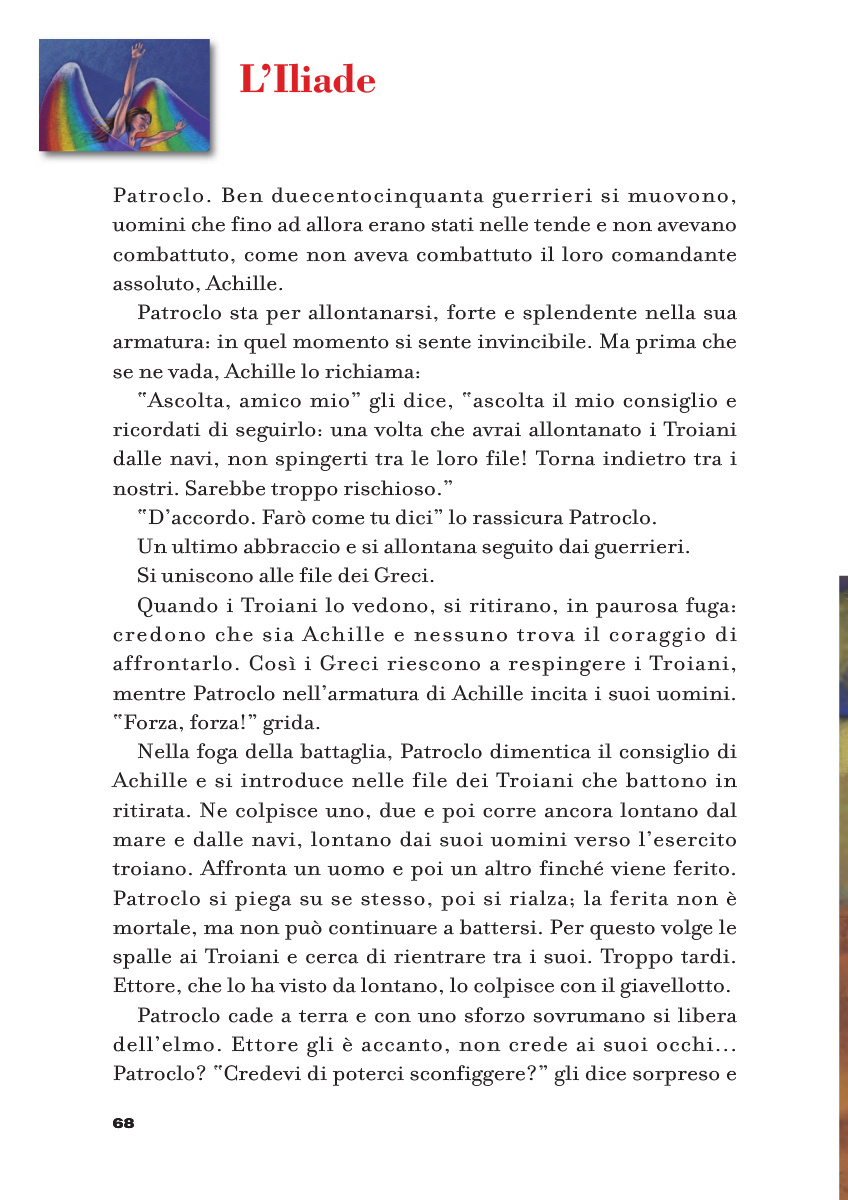 L’Iliade
Patroclo. Ben duecentocinquanta guerrieri si muovono,
uomini che fino ad allora erano stati nelle tende e non avevano
combattuto, come non aveva combattuto il loro comandante
assoluto, Achille.
Patroclo sta per allontanarsi, forte e splendente nella sua
armatura: in quel momento si sente invincibile. Ma prima che
se ne vada, Achille lo richiama:
‟Ascolta, amico mio” gli dice, ‟ascolta il mio consiglio e
ricordati di seguirlo: una volta che avrai allontanato i Troiani
dalle navi, non spingerti tra le loro file! Torna indietro tra i
nostri. Sarebbe troppo rischioso.”
‟D’accordo. Farò come tu dici” lo rassicura Patroclo.
Un ultimo abbraccio e si allontana seguito dai guerrieri.
Si uniscono alle file dei Greci.
Quando i Troiani lo vedono, si ritirano, in paurosa fuga:
credono che sia Achille e nessuno trova il coraggio di
affrontarlo. Così i Greci riescono a respingere i Troiani,
mentre Patroclo nell’armatura di Achille incita i suoi uomini.
‟Forza, forza!” grida.
Nella foga della battaglia, Patroclo dimentica il consiglio di
Achille e si introduce nelle file dei Troiani che battono in
ritirata. Ne colpisce uno, due e poi corre ancora lontano dal
mare e dalle navi, lontano dai suoi uomini verso l’esercito
troiano. Affronta un uomo e poi un altro finché viene ferito.
Patroclo si piega su se stesso, poi si rialza; la ferita non è
mortale, ma non può continuare a battersi. Per questo volge le
spalle ai Troiani e cerca di rientrare tra i suoi. Troppo tardi.
Ettore, che lo ha visto da lontano, lo colpisce con il giavellotto.
Patroclo cade a terra e con uno sforzo sovrumano si libera
dell’elmo. Ettore gli è accanto, non crede ai suoi occhi...
Patroclo? ‟Credevi di poterci sconfiggere?” gli dice sorpreso e
68